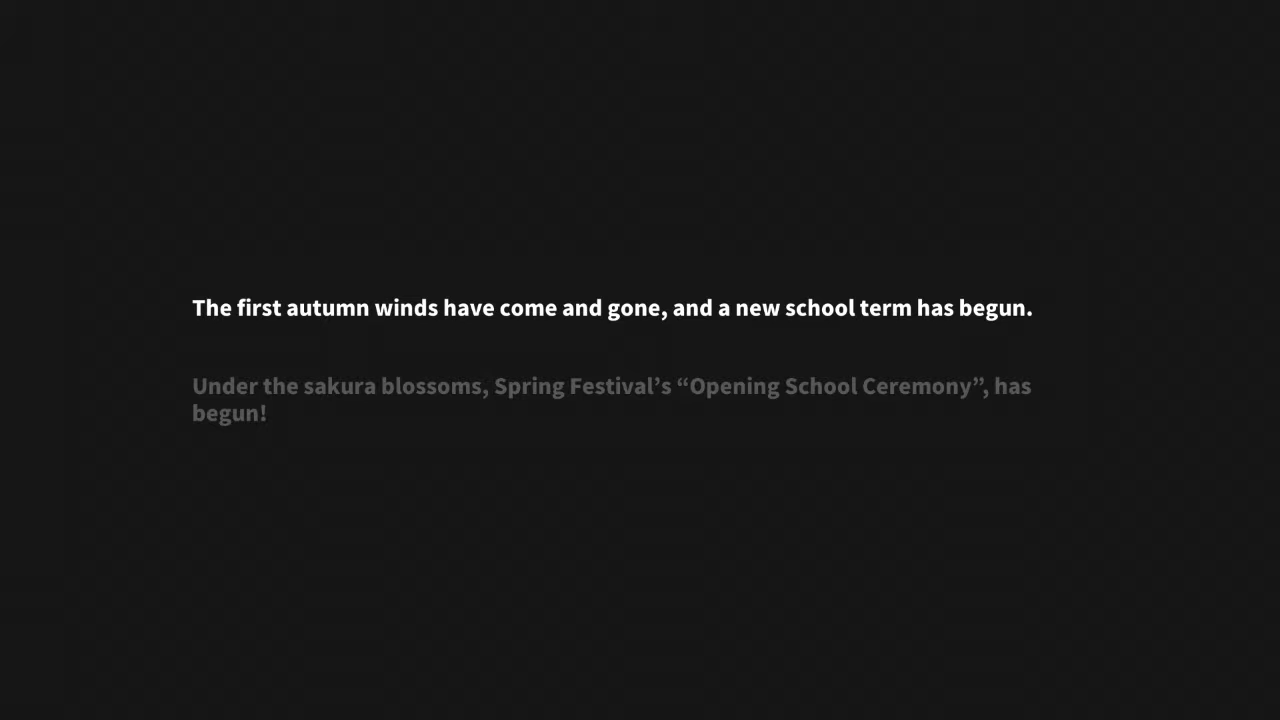 The first autumn winds have come and gone, and a new school term has begun.
Under the sakura blossoms, Spring Festival’s “Opening School Ceremony”, has
begun!